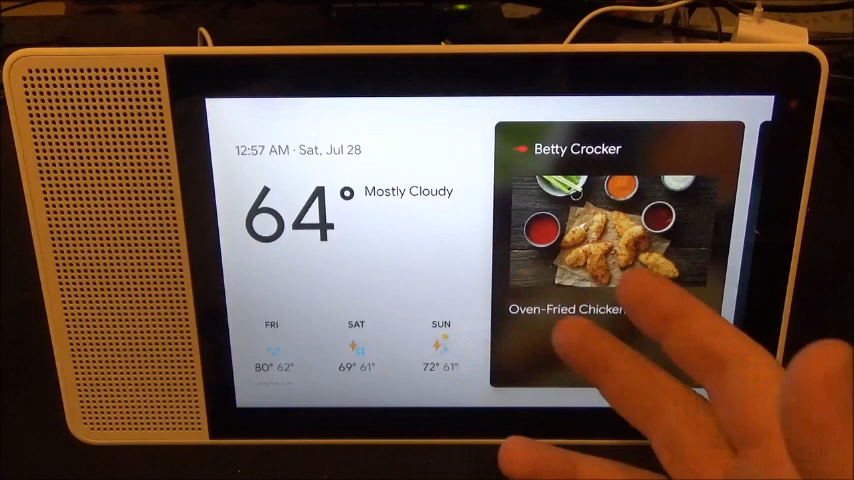 12:57 AM · Sat, Jul 28
64° Mostly Cloudy
FRI SAT SUN
80° 62° 69° 61° 72° 61°
Betty Crocker
Oven-Fried Chicken